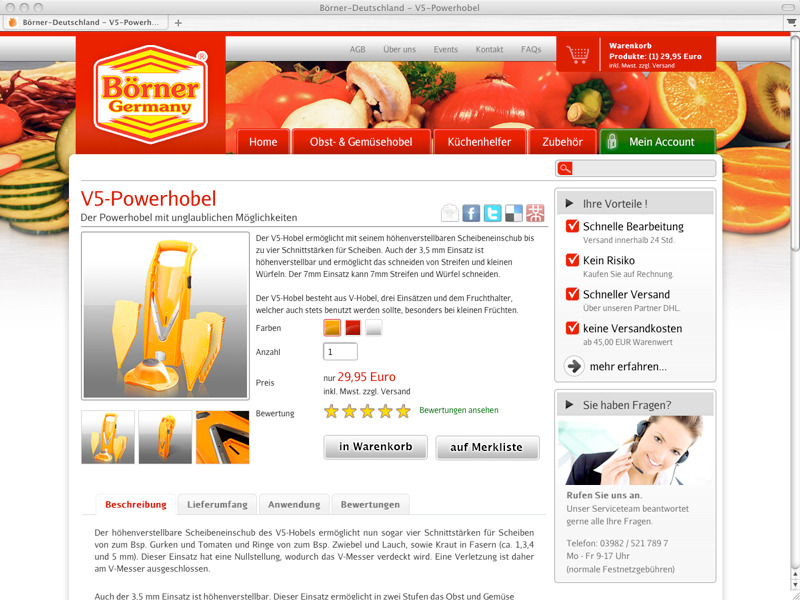 Börner-Deutschland – V5-Powerhobel
Börner-Deutschland – V5-Powerh...
AGB Über uns Events Kontakt FAQs
Warenkorb
Produkte: (1) 29,95 Euro
inkl. Mwst. zzgl. Versand
Börner
Germany
®
Home Obst- & Gemüsehobel Küchenhelfer Zubehör Mein Account
V5-Powerhobel
Der Powerhobel mit unglaublichen Möglichkeiten
Der V5-Hobel ermöglicht mit seinem höhenverstellbaren Scheibeneinschub bis
zu vier Schnittstärken für Scheiben. Auch der 3,5 mm Einsatz ist
höhenverstellbar und ermöglicht das schneiden von Streifen und kleinen
Würfeln. Der 7mm Einsatz kann 7mm Streifen und Würfel schneiden.
Der V5-Hobel besteht aus V-Hobel, drei Einsätzen und dem Fruchthalter,
welcher auch stets benutzt werden sollte, besonders bei kleinen Früchten.
Farben
Anzahl 1
Preis nur 29,95 Euro
inkl. Mwst. zzgl. Versand
Bewertung Bewertungen ansehen
in Warenkorb auf Merkliste
Beschreibung Lieferumfang Anwendung Bewertungen
Der höhenverstellbare Scheibeneinschub des V5-Hobels ermöglicht nun sogar vier Schnittstärken für Scheiben
von zum Bsp. Gurken und Tomaten und Ringe von zum Bsp. Zwiebel und Lauch, sowie Kraut in Fasern (ca. 1,3,4
und 5 mm). Dieser Einsatz hat eine Nullstellung, wodurch das V-Messer verdeckt wird. Eine Verletzung ist daher
am V-Messer ausgeschlossen.
Auch der 3,5 mm Einsatz ist höhenverstellbar. Dieser Einsatz ermöglicht in zwei Stufen das Obst und Gemüse
Ihre Vorteile !
Schnelle Bearbeitung
Versand innerhalb 24 Std.
Kein Risiko
Kaufen Sie auf Rechnung.
Schneller Versand
Über unseren Partner DHL.
keine Versandkosten
ab 45,00 EUR Warenwert
mehr erfahren...
Sie haben Fragen?
Rufen Sie uns an.
Unser Serviceteam beantwortet
gerne alle Ihre Fragen.
Telefon: 03982 / 521 789 7
Mo - Fr 9-17 Uhr
(normale Festnetzgebühren)